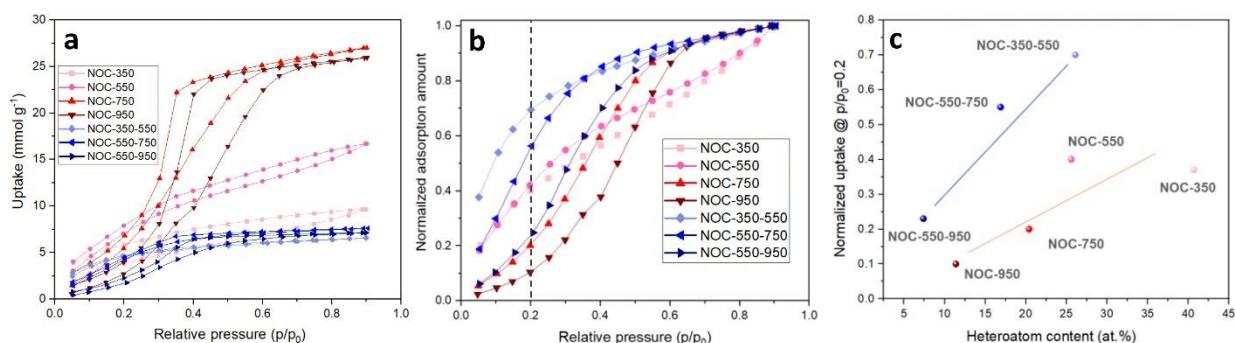 a
Uptake (mmol g⁻¹)
30
25
20
15
10
5
0
NOC-350
NOC-550
NOC-750
NOC-950
NOC-350-550
NOC-550-750
NOC-550-950
0.0 0.2 0.4 0.6 0.8 1.0
Relative pressure (p/p₀)
b
Normalized adsorption amount
1.0
0.8
0.6
0.4
0.2
0.0
NOC-350
NOC-550
NOC-750
NOC-950
NOC-350-550
NOC-550-750
NOC-550-950
0.0 0.2 0.4 0.6 0.8 1.0
Relative pressure (p/p₀)
c
Normalized uptake @ p/p₀=0.2
0.8
0.7
0.6
0.5
0.4
0.3
0.2
0.1
0.0
NOC-350-550
NOC-550-750
NOC-550
NOC-350
NOC-550-950
NOC-750
NOC-950
5 10 15 20 25 30 35 40 45
Heteroatom content (at.%)